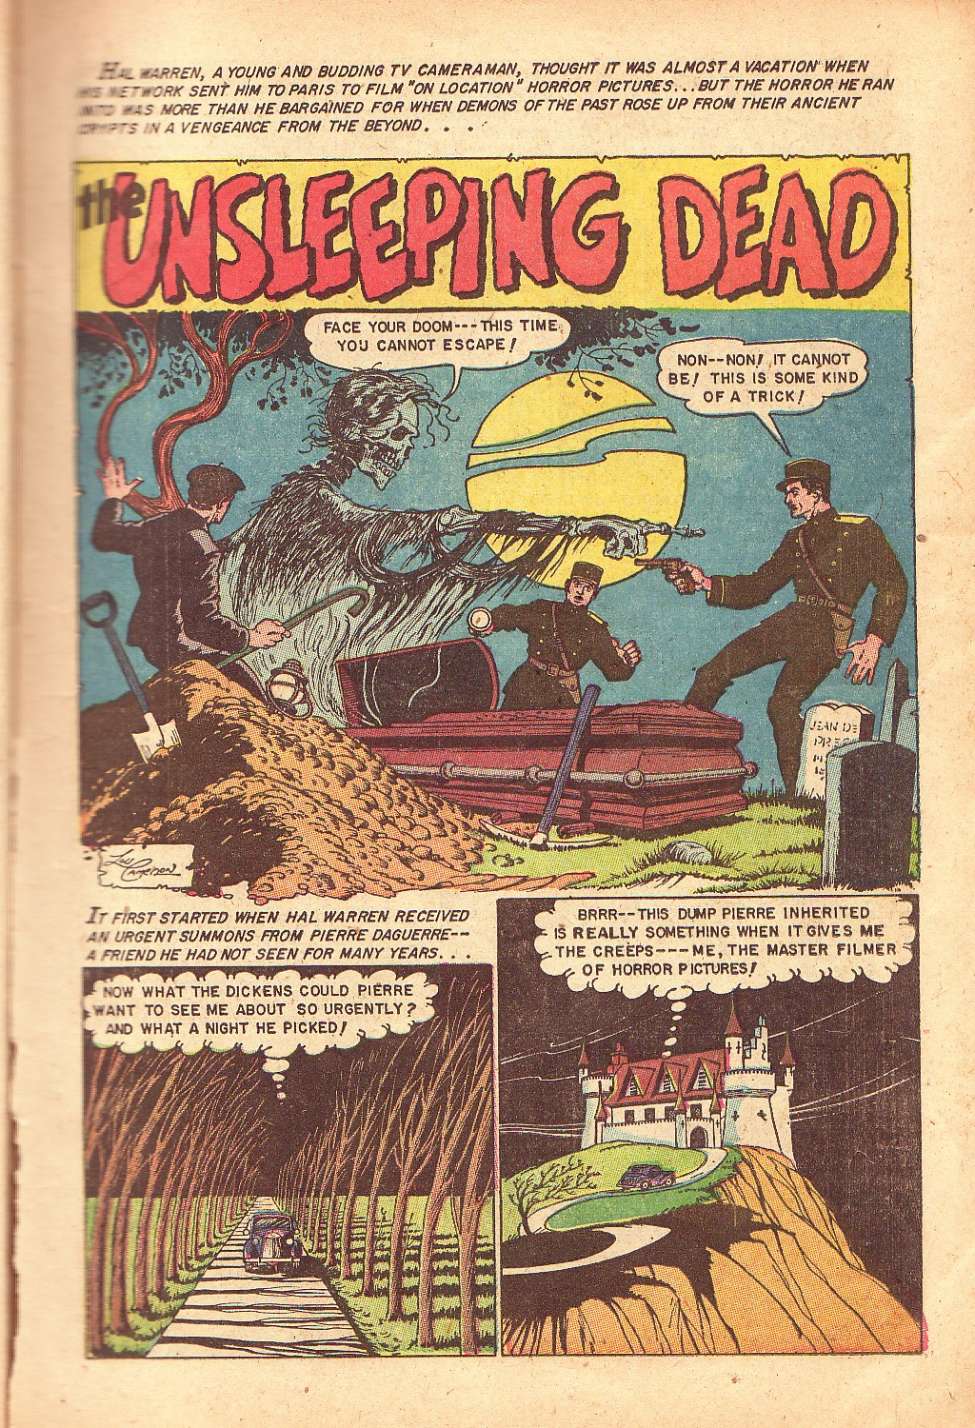 HAL WARREN, A YOUNG AND BUDDING TV CAMERAMAN, THOUGHT IT WAS ALMOST A VACATION WHEN
HIS NETWORK SENT HIM TO PARIS TO FILM "ON LOCATION" HORROR PICTURES...BUT THE HORROR HE RAN
INTO WAS MORE THAN HE BARGAINED FOR WHEN DEMONS OF THE PAST ROSE UP FROM THEIR ANCIENT
CRYPTS IN A VENGEANCE FROM THE BEYOND. . .
the UNSLEEPING DEAD
FACE YOUR DOOM---THIS TIME
YOU CANNOT ESCAPE!
NON--NON! IT CANNOT
BE! THIS IS SOME KIND
OF A TRICK!
JEAN DE
Lou
Cameron
IT FIRST STARTED WHEN HAL WARREN RECEIVED
AN URGENT SUMMONS FROM PIERRE DAGUERRE--
A FRIEND HE HAD NOT SEEN FOR MANY YEARS. . .
NOW WHAT THE DICKENS COULD PIERRE
WANT TO SEE ME ABOUT SO URGENTLY?
AND WHAT A NIGHT HE PICKED!
BRRR--THIS DUMP PIERRE INHERITED
IS REALLY SOMETHING WHEN IT GIVES ME
THE CREEPS---ME, THE MASTER FILMER
OF HORROR PICTURES!